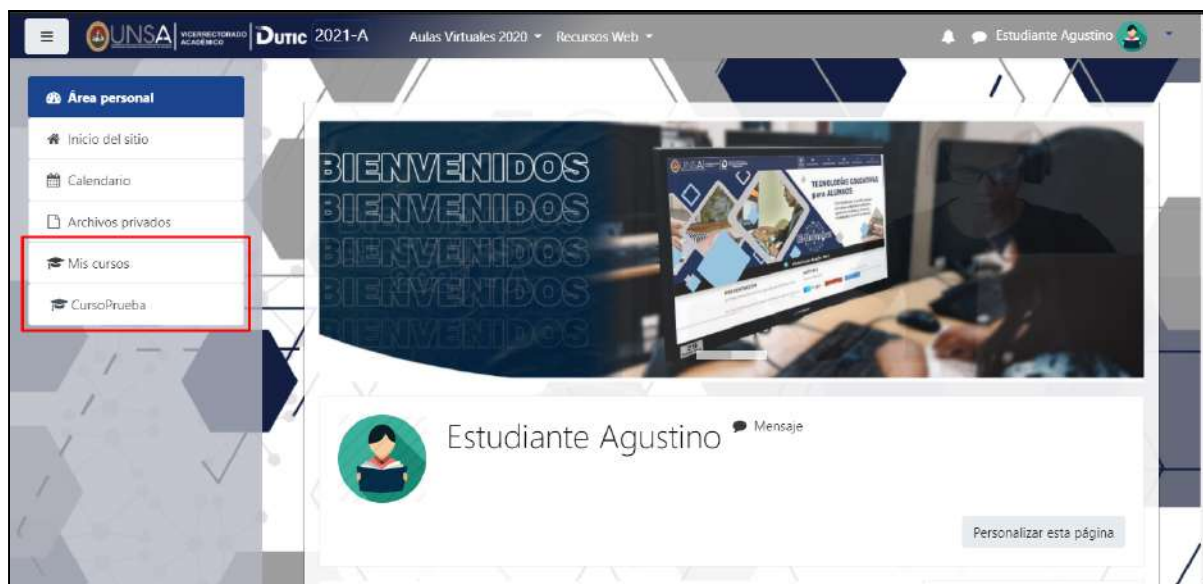 UNSA VICERRECTORADO ACADÉMICO DUTIC 2021-A Aulas Virtuales 2020 Recursos Web Estudiante Agustino
Área personal
Inicio del sitio
Calendario
Archivos privados
Mis cursos
CursoPrueba
BIENVENIDOS
BIENVENIDOS
BIENVENIDOS
BIENVENIDOS
BIENVENIDOS
TECNOLOGÍAS EDUCATIVAS
para ALUMNOS
Estudiante Agustino Mensaje
Personalizar esta página